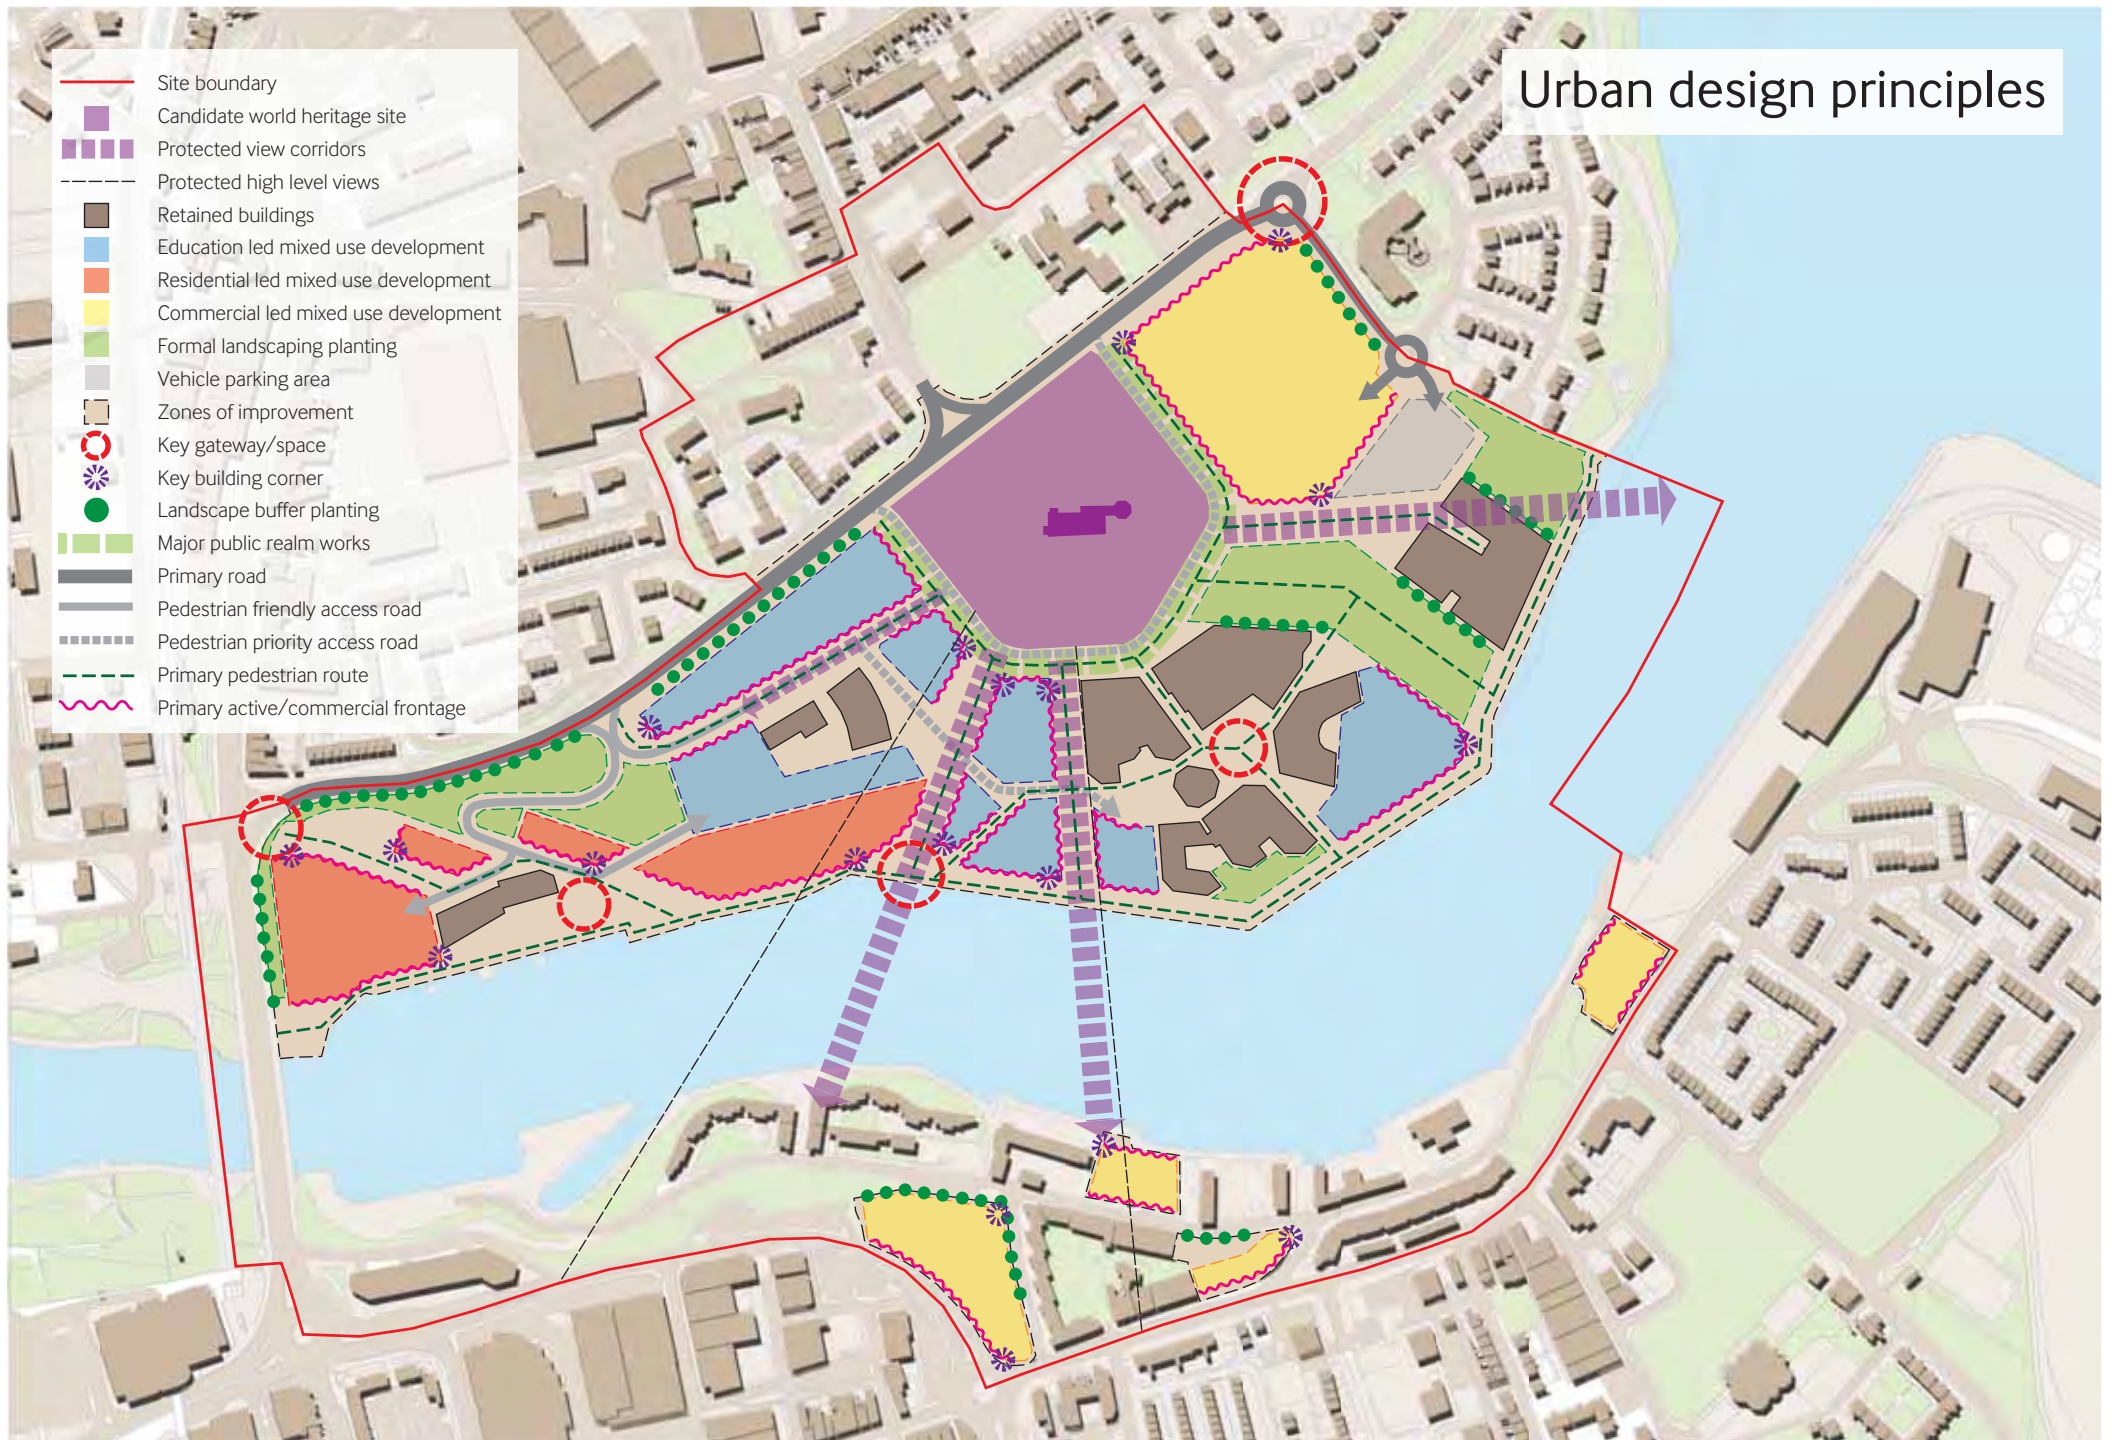 Urban design principles
Site boundary
Candidate world heritage site
Protected view corridors
Protected high level views
Retained buildings
Education led mixed use development
Residential led mixed use development
Commercial led mixed use development
Formal landscaping planting
Vehicle parking area
Zones of improvement
Key gateway/space
Key building corner
Landscape buffer planting
Major public realm works
Primary road
Pedestrian friendly access road
Pedestrian priority access road
Primary pedestrian route
Primary active/commercial frontage